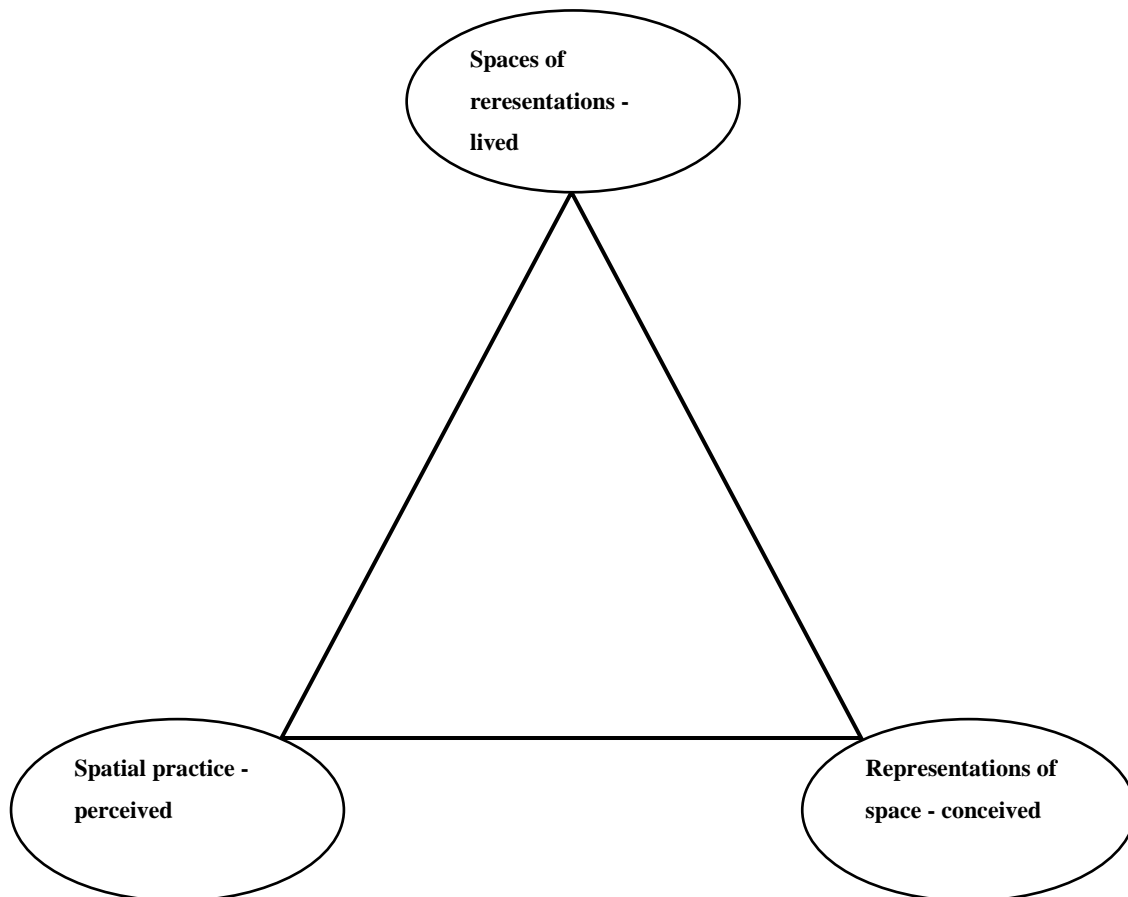 Spaces of
reresentations -
lived
Spatial practice -
perceived
Representations of
space - conceived